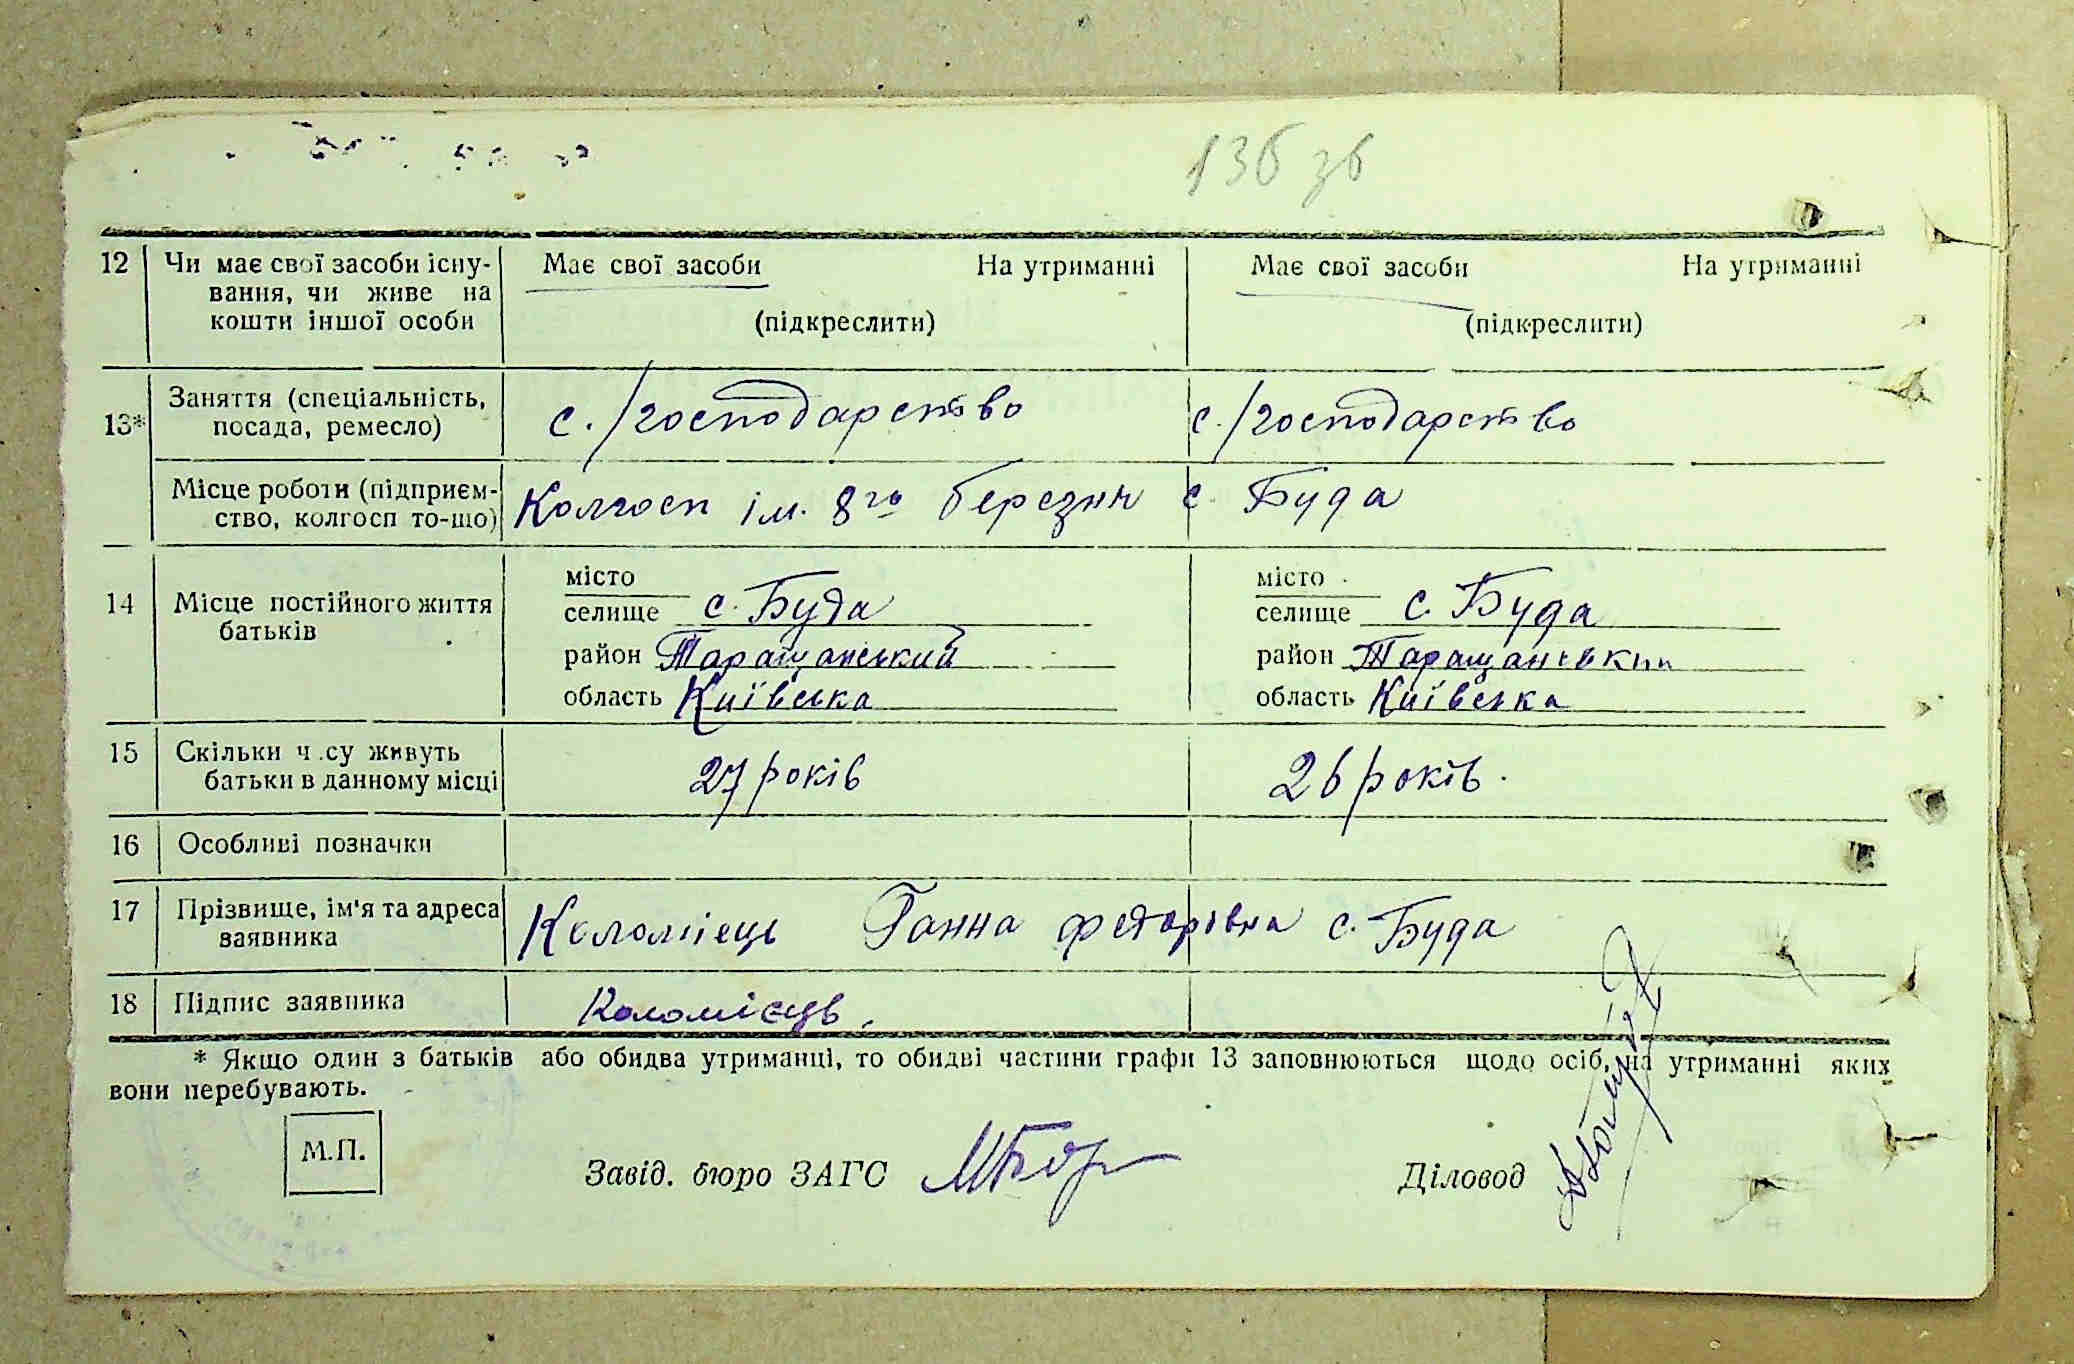 136 зв
12 Чи має свої засоби існу- Має свої засоби На утриманні Має свої засоби На утриманні
вання, чи живе на
кошти іншої особи (підкреслити) (підкреслити)
13* Заняття (спеціальність, с./господарство с./господарство
посада, ремесло)
Місце роботи (підприєм- Колгосп ім. 8го березня с. Буда
ство, колгосп то-що)
14 Місце постійного життя місто місто
батьків селище с. Буда селище с. Буда
район Таращанський район Таращанський
область Київська область Київська
15 Скільки ч су живуть 27 років 26 років.
батьки в данному місці
16 Особливі позначки
17 Прізвище, ім'я та адреса Коломієць Ганна Федорівна с. Буда
заявника
18 Підпис заявника Коломієць.
* Якщо один з батьків або обидва утриманці, то обидві частини графи 13 заповнюються щодо осіб, на утриманні яких
вони перебувають.
М.П.
Завід. бюро ЗАГС Діловод